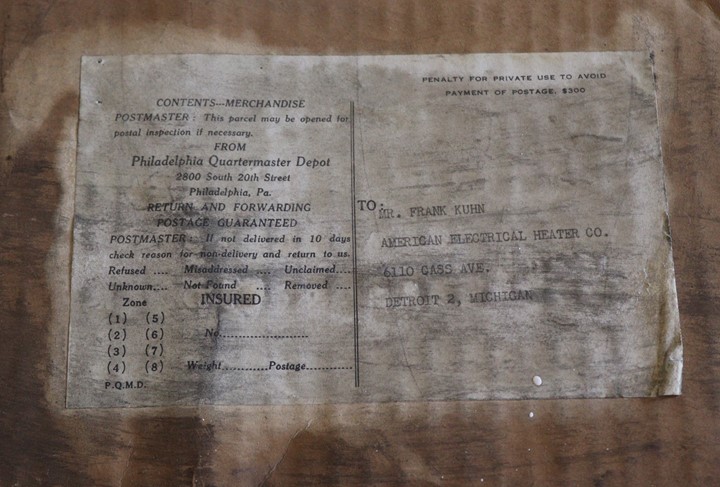 CONTENTS---MERCHANDISE
POSTMASTER: This parcel may be opened for
postal inspection if necessary.
FROM
Philadelphia Quartermaster Depot
2800 South 20th Street
Philadelphia, Pa.
RETURN AND FORWARDING
POSTAGE GUARANTEED
POSTMASTER: If not delivered in 10 days
check reason for non-delivery and return to us.
Refused .... Misaddressed .... Unclaimed....
Unknown.... Not Found .... Removed ....
Zone INSURED
(1) (5)
(2) (6) No......................
(3) (7)
(4) (8) Weight...........Postage...........
P.Q.M.D.
PENALTY FOR PRIVATE USE TO AVOID
PAYMENT OF POSTAGE, $300
TO:
MR. FRANK KUHN
AMERICAN ELECTRICAL HEATER CO.
6110 CASS AVE.
DETROIT 2, MICHIGAN